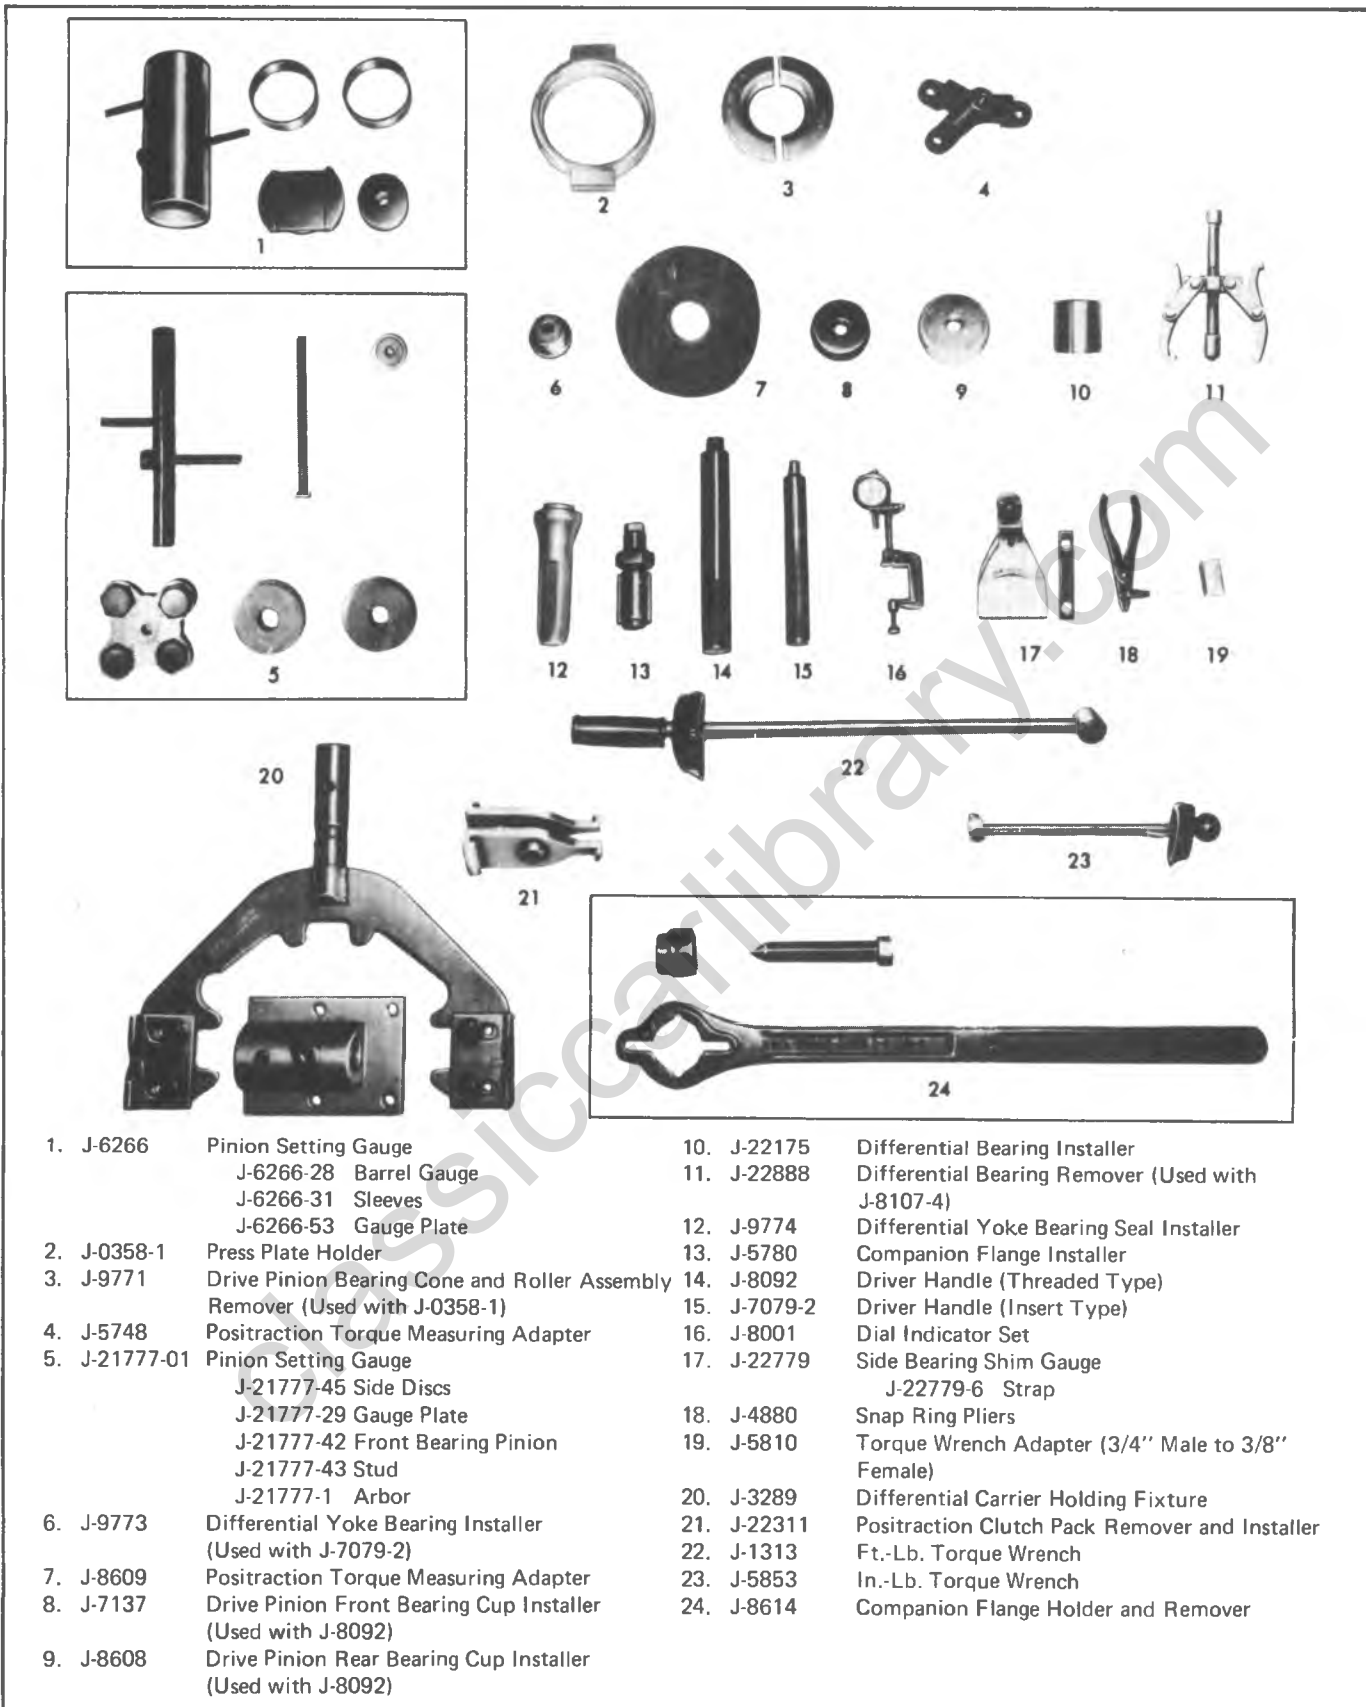 1
2
3
4
5
6
7
8
9
10
11
12
13
14
15
16
17
18
19
20
21
22
23
24
classiccarlibrary.com
1. J-6266 Pinion Setting Gauge
J-6266-28 Barrel Gauge
J-6266-31 Sleeves
J-6266-53 Gauge Plate
2. J-0358-1 Press Plate Holder
3. J-9771 Drive Pinion Bearing Cone and Roller Assembly
Remover (Used with J-0358-1)
4. J-5748 Positraction Torque Measuring Adapter
5. J-21777-01 Pinion Setting Gauge
J-21777-45 Side Discs
J-21777-29 Gauge Plate
J-21777-42 Front Bearing Pinion
J-21777-43 Stud
J-21777-1 Arbor
6. J-9773 Differential Yoke Bearing Installer
(Used with J-7079-2)
7. J-8609 Positraction Torque Measuring Adapter
8. J-7137 Drive Pinion Front Bearing Cup Installer
(Used with J-8092)
9. J-8608 Drive Pinion Rear Bearing Cup Installer
(Used with J-8092)
10. J-22175 Differential Bearing Installer
11. J-22888 Differential Bearing Remover (Used with
J-8107-4)
12. J-9774 Differential Yoke Bearing Seal Installer
13. J-5780 Companion Flange Installer
14. J-8092 Driver Handle (Threaded Type)
15. J-7079-2 Driver Handle (Insert Type)
16. J-8001 Dial Indicator Set
17. J-22779 Side Bearing Shim Gauge
J-22779-6 Strap
18. J-4880 Snap Ring Pliers
19. J-5810 Torque Wrench Adapter (3/4'' Male to 3/8''
Female)
20. J-3289 Differential Carrier Holding Fixture
21. J-22311 Positraction Clutch Pack Remover and Installer
22. J-1313 Ft.-Lb. Torque Wrench
23. J-5853 In.-Lb. Torque Wrench
24. J-8614 Companion Flange Holder and Remover